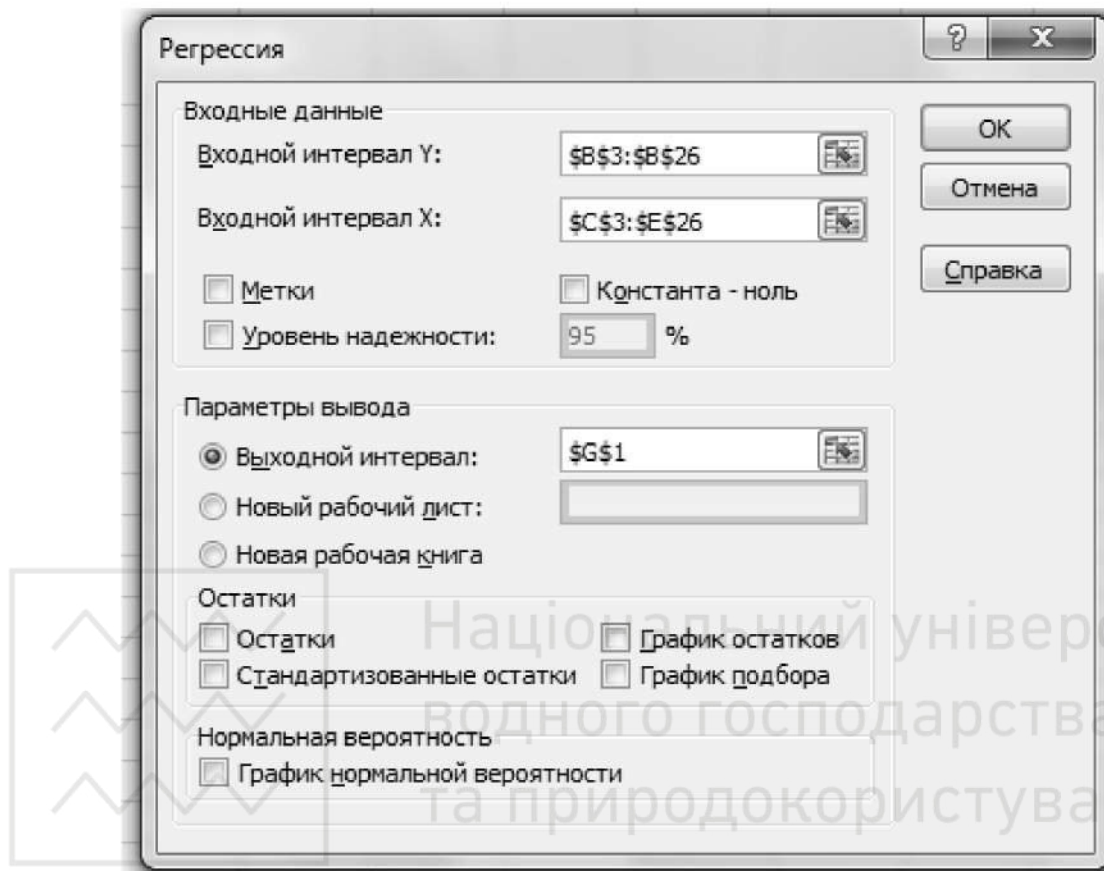 Регрессия
Входные данные
Входной интервал Y: $B$3:$B$26
Входной интервал X: $C$3:$E$26
Метки Константа - ноль
Уровень надежности: 95 %
OK
Отмена
Справка
Параметры вывода
Выходной интервал: $G$1
Новый рабочий лист:
Новая рабочая книга
Остатки
Остатки График остатков
Стандартизованные остатки График подбора
Нормальная вероятность
График нормальной вероятности
Національний універс
водного господарства
та природокористува